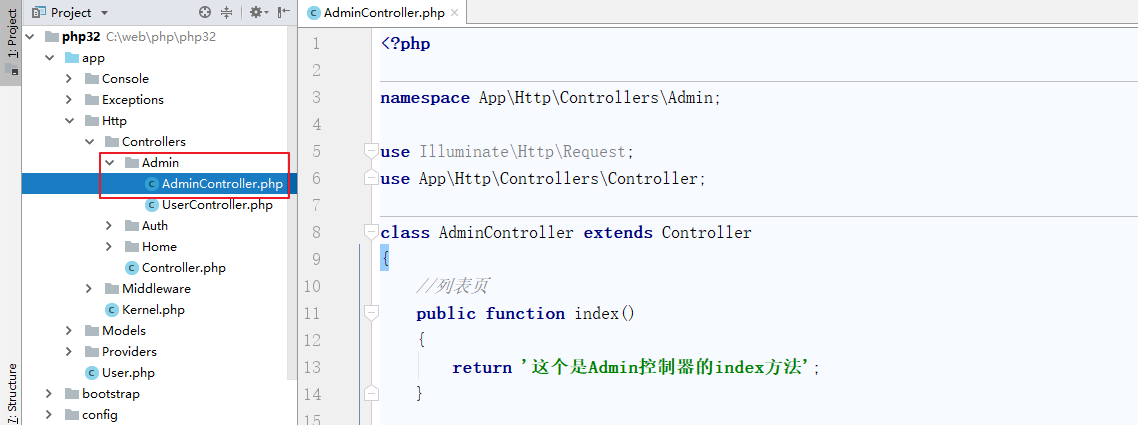 1: Project
7: Structure
Project
php32 C:\web\php\php32
app
Console
Exceptions
Http
Controllers
Admin
AdminController.php
UserController.php
Auth
Home
Controller.php
Middleware
Kernel.php
Models
Providers
User.php
bootstrap
config
AdminController.php
1 <?php
2
3 namespace App\Http\Controllers\Admin;
4
5 use Illuminate\Http\Request;
6 use App\Http\Controllers\Controller;
7
8 class AdminController extends Controller
9 {
10 //列表页
11 public function index()
12 {
13 return '这个是Admin控制器的index方法';
14 }
15